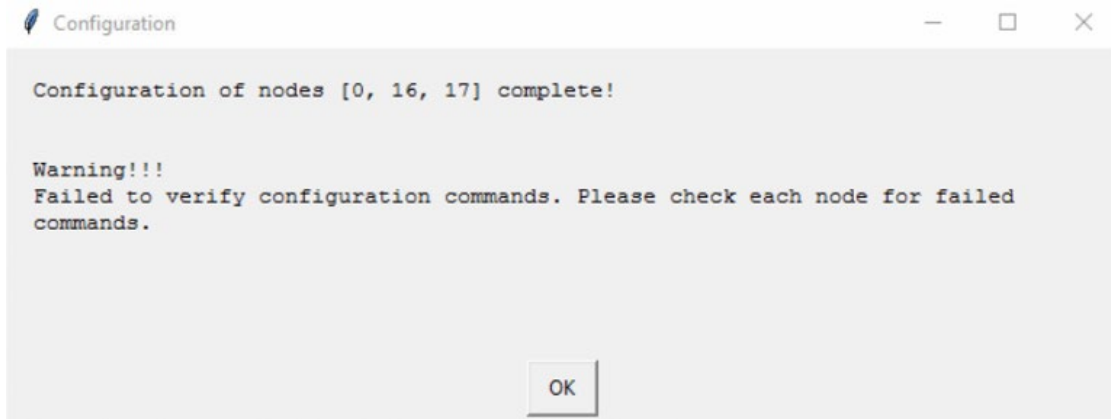 Configuration
Configuration of nodes [0, 16, 17] complete!
Warning!!!
Failed to verify configuration commands. Please check each node for failed
commands.
OK